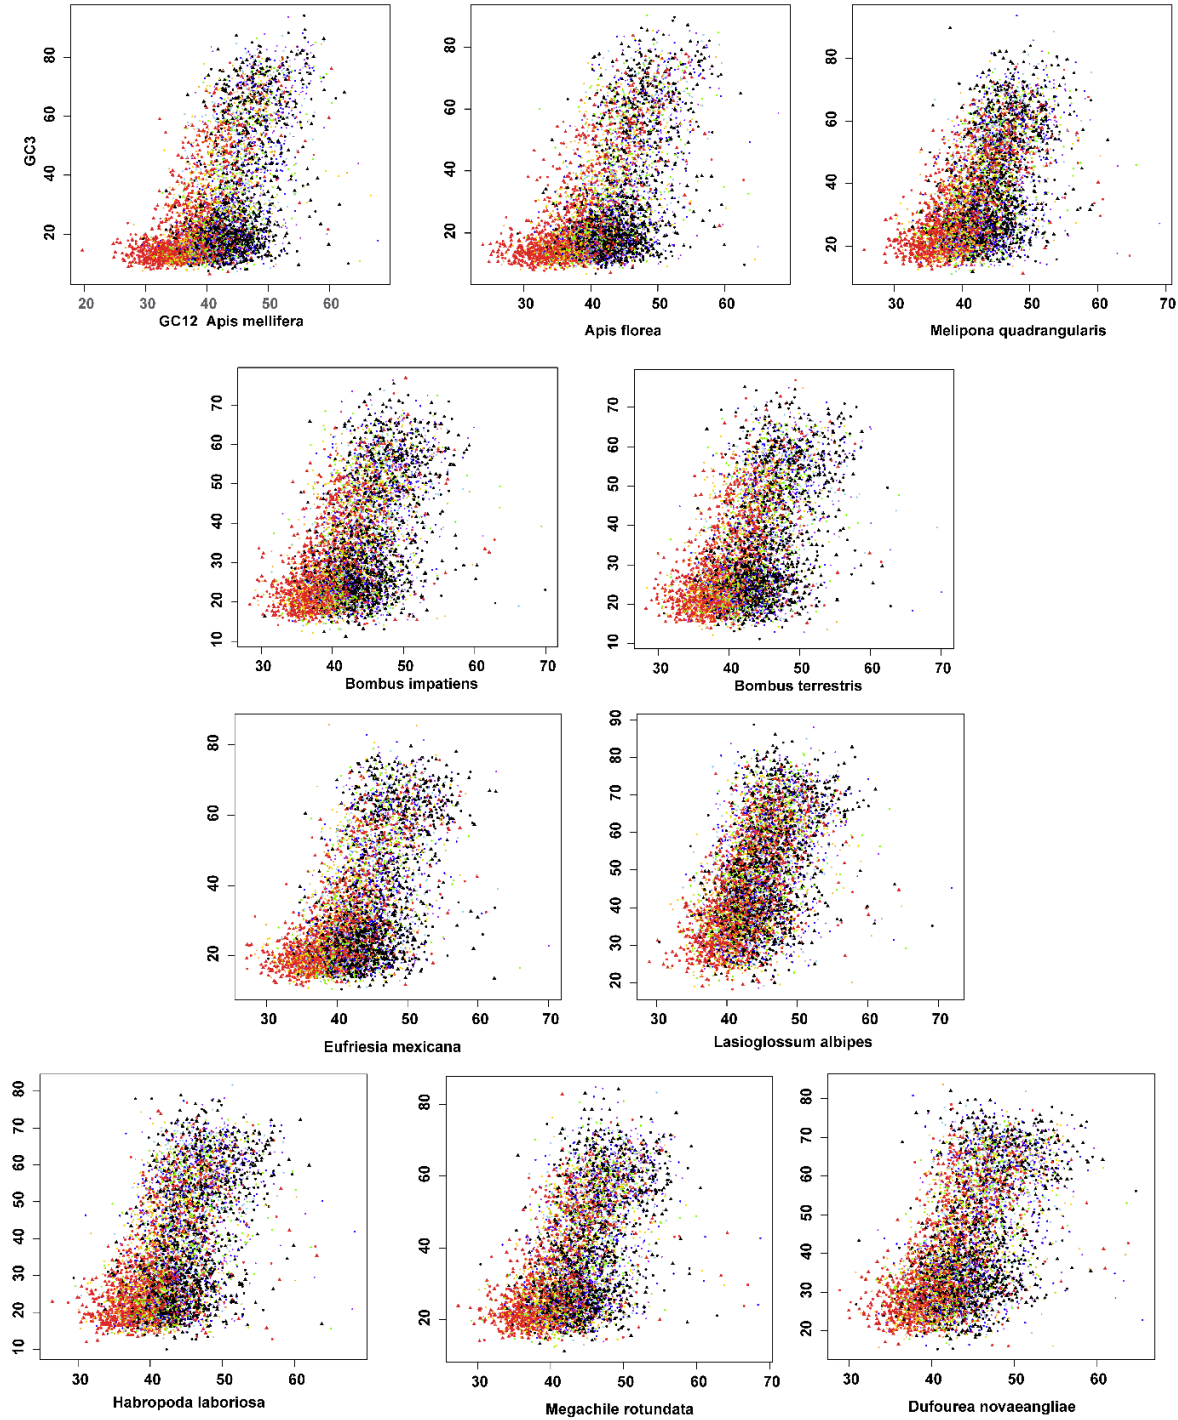 GC3
80
60
40
20
20 30 40 50 60
GC12 Apis mellifera
80
60
40
20
30 40 50 60
Apis florea
80
60
40
20
30 40 50 60 70
Melipona quadrangularis
70
60
50
40
30
20
10
30 40 50 60 70
Bombus impatiens
70
60
50
40
30
20
10
30 40 50 60 70
Bombus terrestris
80
60
40
20
30 40 50 60 70
Eufriesia mexicana
90
80
70
60
50
40
30
20
30 40 50 60 70
Lasioglossum albipes
80
70
60
50
40
30
20
10
30 40 50 60
Habropoda laboriosa
80
60
40
20
30 40 50 60 70
Megachile rotundata
80
70
60
50
40
30
20
30 40 50 60
Dufourea novaeangliae